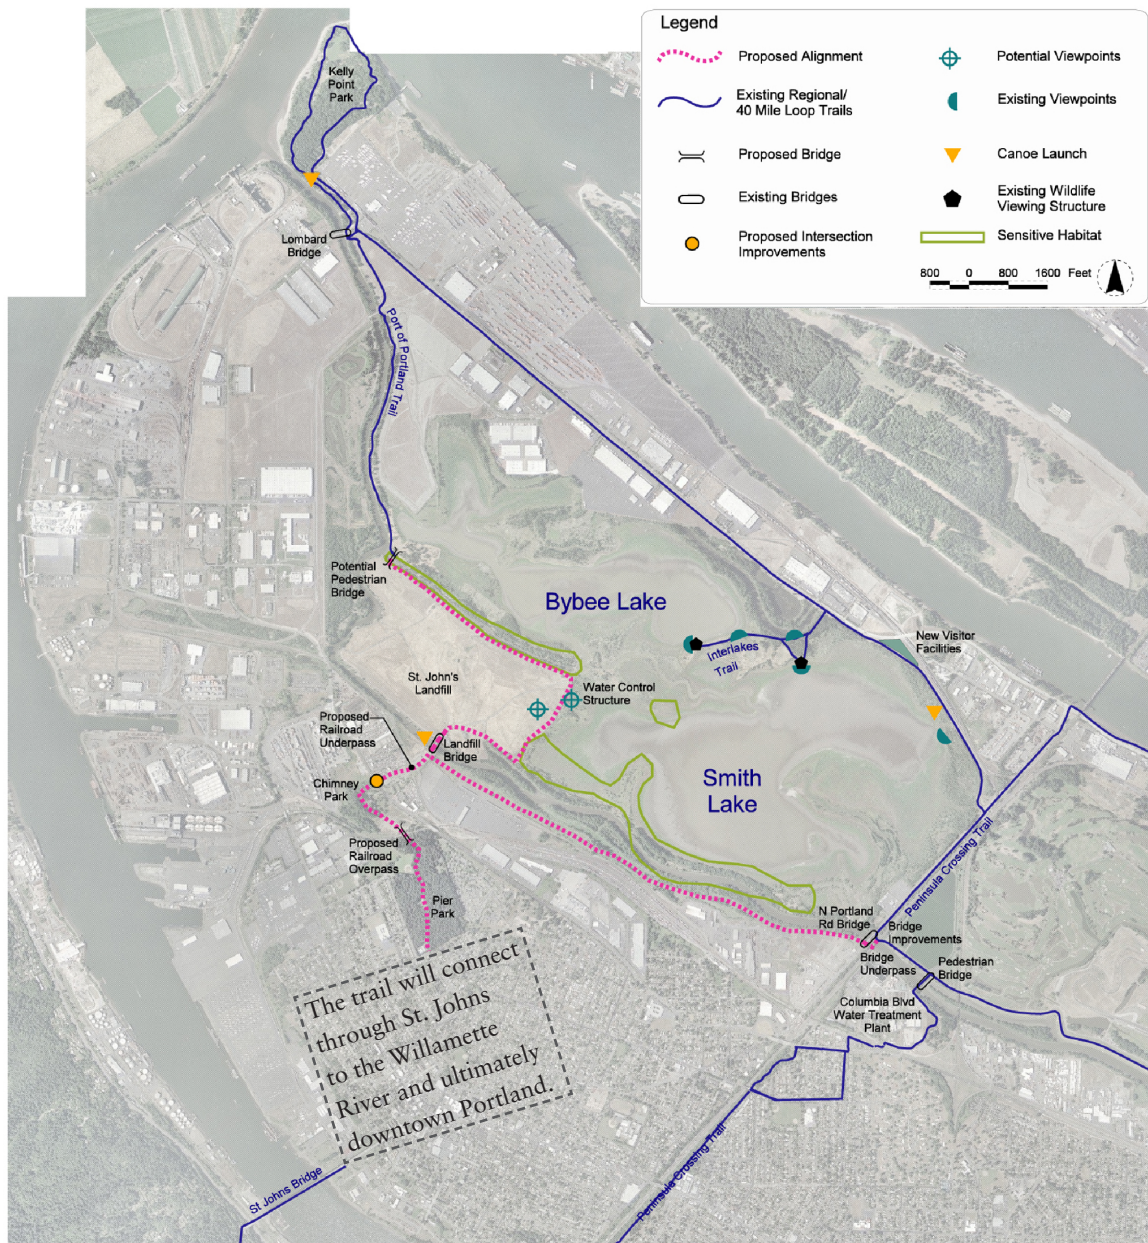 Legend
Proposed Alignment
Existing Regional/
40 Mile Loop Trails
Proposed Bridge
Existing Bridges
Proposed Intersection
Improvements
Potential Viewpoints
Existing Viewpoints
Canoe Launch
Existing Wildlife
Viewing Structure
Sensitive Habitat
800 0 800 1600 Feet
Kelly
Point
Park
Lombard
Bridge
Port of Portland Trail
Potential
Pedestrian
Bridge
Bybee Lake
Interlakes
Trail
New Visitor
Facilities
St. John's
Landfill
Water Control
Structure
Proposed
Railroad
Underpass
Landfill
Bridge
Chimney
Park
Smith
Lake
Proposed
Railroad
Overpass
Pier
Park
Peninsula Crossing Trail
N Portland
Rd Bridge
Bridge
Improvements
Bridge
Underpass
Pedestrian
Bridge
Columbia Blvd
Water Treatment
Plant
The trail will connect
through St. Johns
to the Willamette
River and ultimately
downtown Portland.
St Johns Bridge
Peninsula Crossing Trail